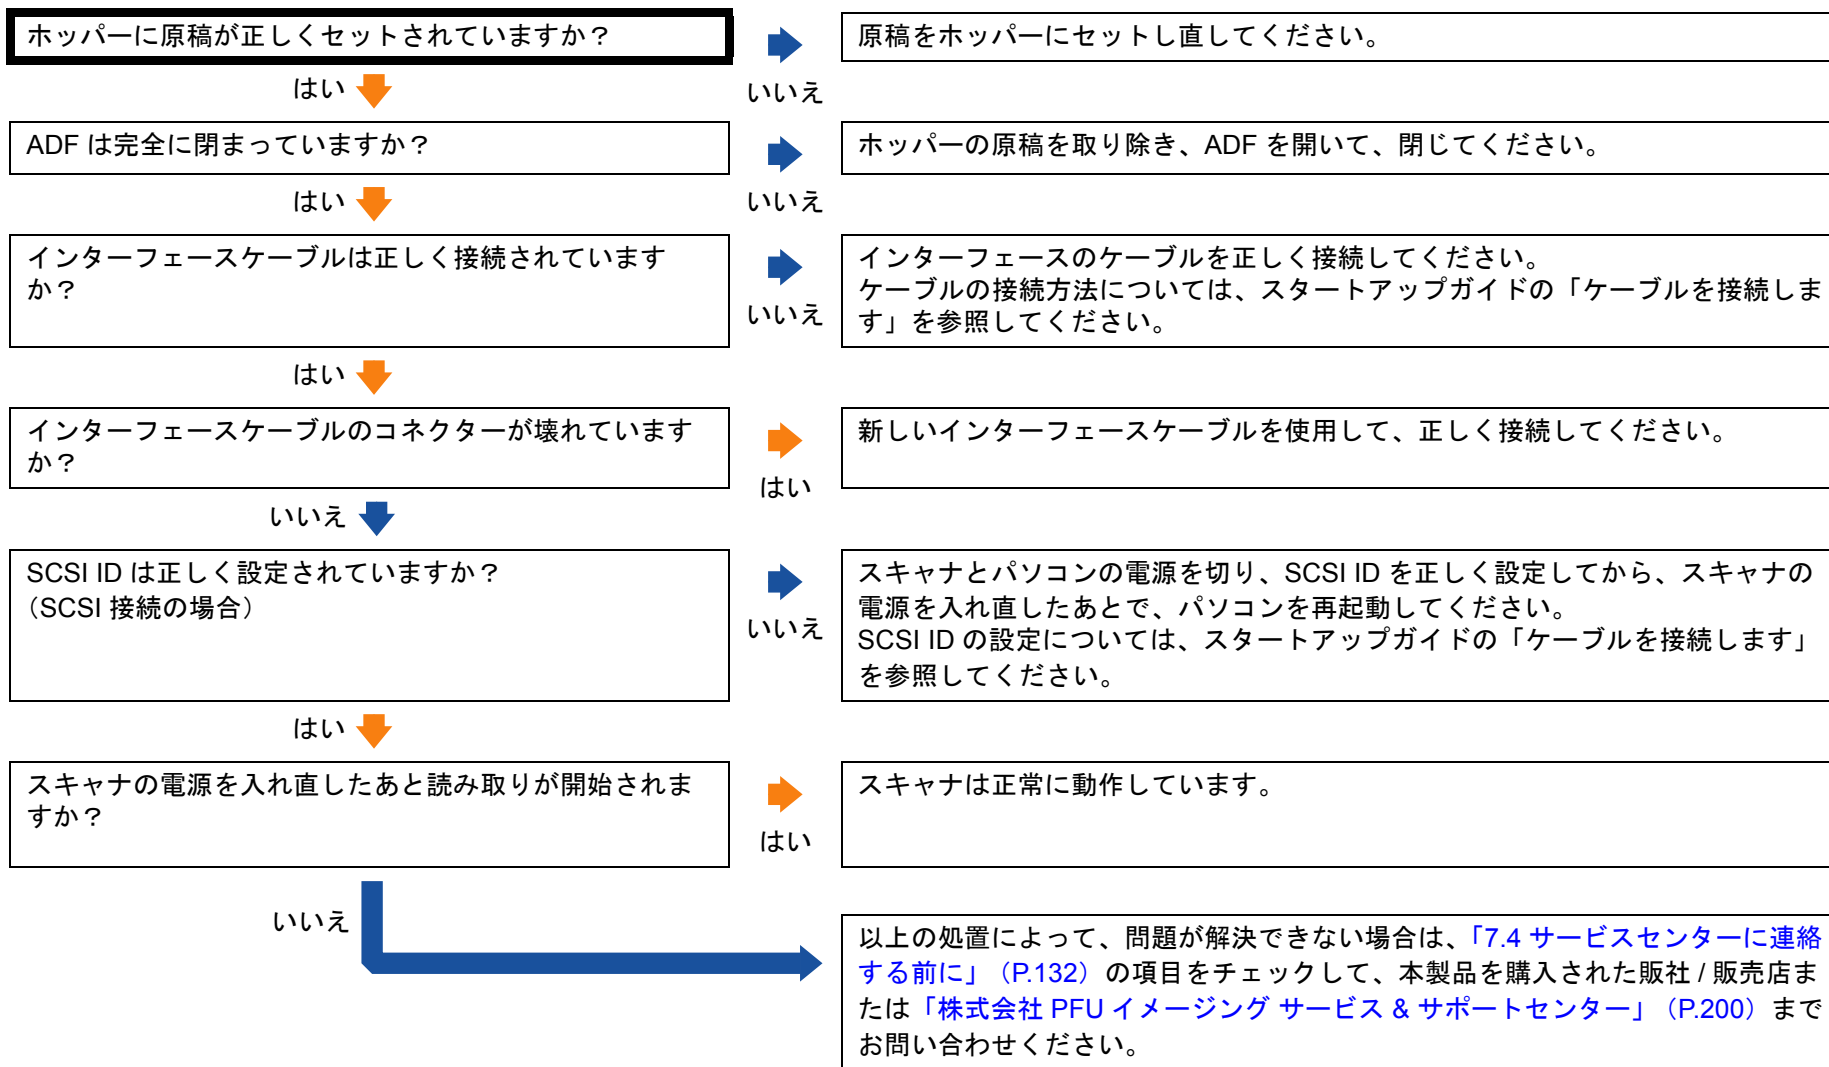 ホッパーに原稿が正しくセットされていますか？
原稿をホッパーにセットし直してください。
はい
いいえ
ADF は完全に閉まっていますか？
ホッパーの原稿を取り除き、ADF を開いて、閉じてください。
はい
いいえ
インターフェースケーブルは正しく接続されています
か？
インターフェースのケーブルを正しく接続してください。
ケーブルの接続方法については、スタートアップガイドの「ケーブルを接続しま
す」を参照してください。
いいえ
はい
インターフェースケーブルのコネクターが壊れています
か？
新しいインターフェースケーブルを使用して、正しく接続してください。
はい
いいえ
SCSI ID は正しく設定されていますか？
（SCSI 接続の場合）
スキャナとパソコンの電源を切り、SCSI ID を正しく設定してから、スキャナの
電源を入れ直したあとで、パソコンを再起動してください。
SCSI ID の設定については、スタートアップガイドの「ケーブルを接続します」
を参照してください。
いいえ
はい
スキャナの電源を入れ直したあと読み取りが開始されま
すか？
スキャナは正常に動作しています。
はい
いいえ
以上の処置によって、問題が解決できない場合は、「7.4 サービスセンターに連絡
する前に」（P.132）の項目をチェックして、本製品を購入された販社 / 販売店ま
たは「株式会社 PFU イメージング サービス & サポートセンター」（P.200）まで
お問い合わせください。